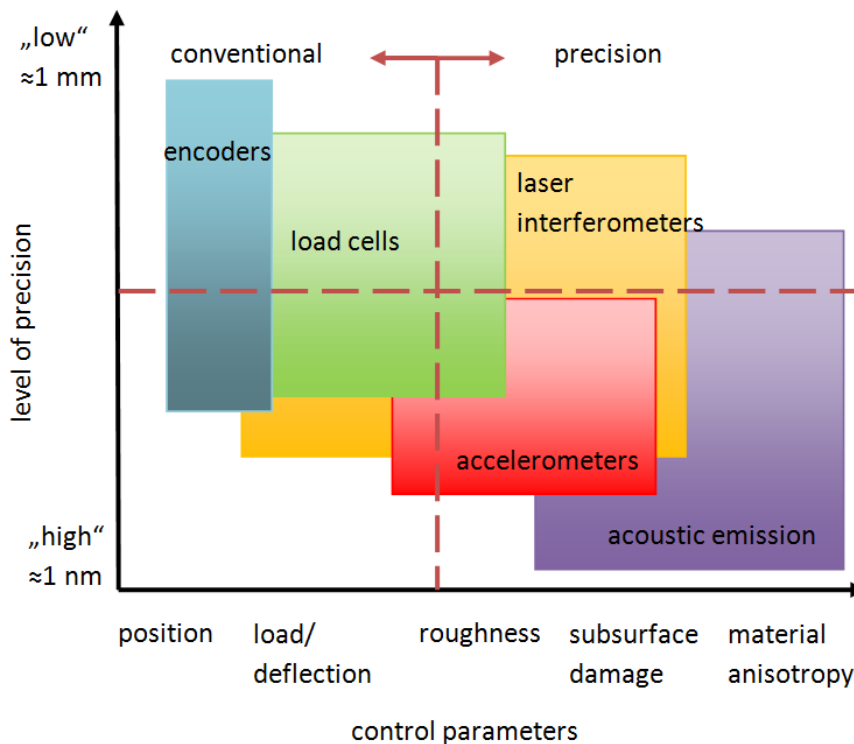 „low“
≈1 mm
conventional
precision
encoders
load cells
laser
interferometers
level of precision
accelerometers
acoustic emission
„high“
≈1 nm
position
load/
deflection
roughness
subsurface
damage
material
anisotropy
control parameters